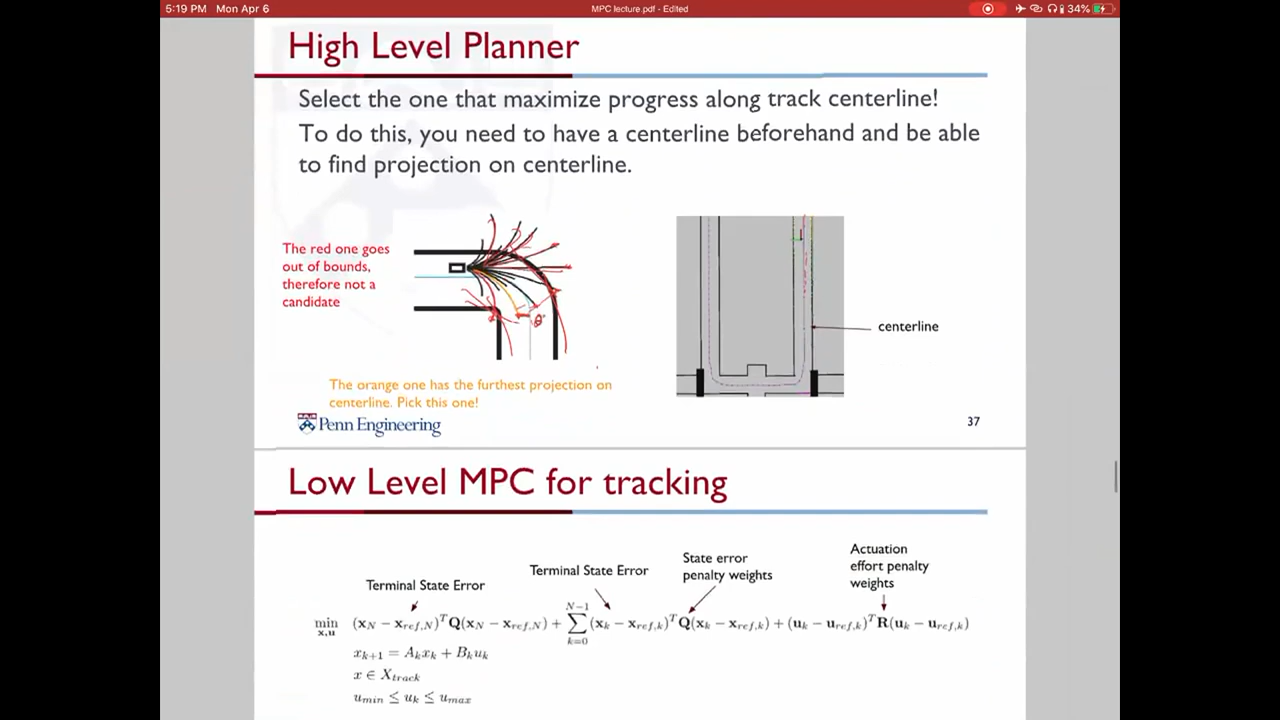 5:19 PM Mon Apr 6
MPC lecture.pdf - Edited
34%
High Level Planner
Select the one that maximize progress along track centerline!
To do this, you need to have a centerline beforehand and be able
to find projection on centerline.
The red one goes
out of bounds,
therefore not a
candidate
θ
centerline
The orange one has the furthest projection on
centerline. Pick this one!
Penn Engineering
37
Low Level MPC for tracking
Terminal State Error
Terminal State Error
State error
penalty weights
Actuation
effort penalty
weights
min_{x,u} (x_N − x_{ref,N})^T Q(x_N − x_{ref,N}) + ∑_{k=0}^{N−1} (x_k − x_{ref,k})^T Q(x_k − x_{ref,k}) + (u_k − u_{ref,k})^T R(u_k − u_{ref,k})
x_{k+1} = A_k x_k + B_k u_k
x ∈ X_{track}
u_{min} ≤ u_k ≤ u_{max}